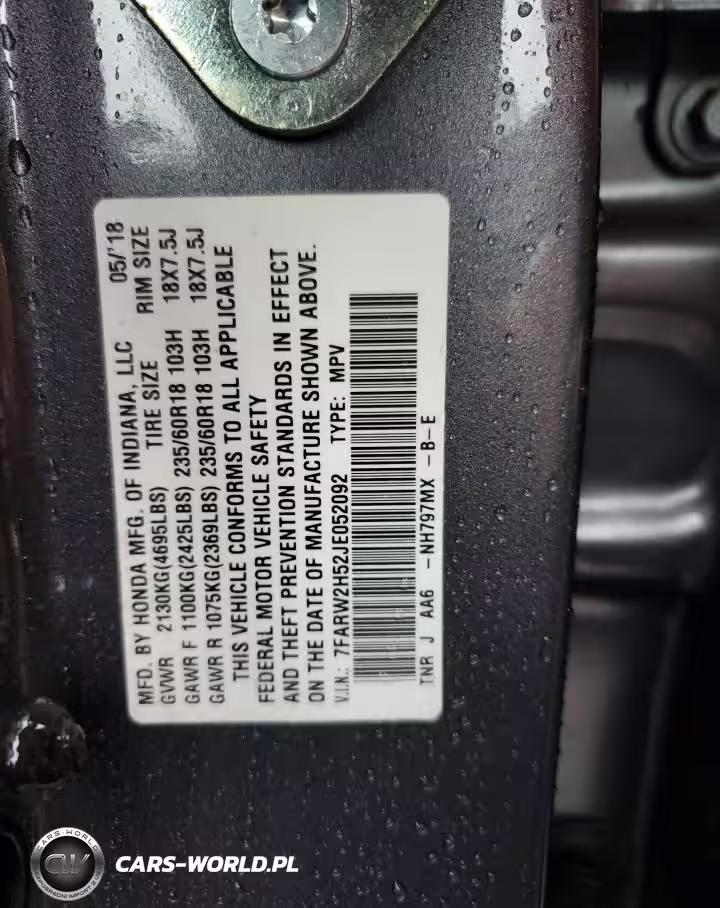 MFD. BY HONDA MFG. OF INDIANA, LLC 05/'18
GVWR 2130KG(4695LBS) TIRE SIZE RIM SIZE
GAWR F 1100KG(2425LBS) 235/60R18 103H 18X7.5J
GAWR R 1075KG(2369LBS) 235/60R18 103H 18X7.5J
THIS VEHICLE CONFORMS TO ALL APPLICABLE
FEDERAL MOTOR VEHICLE SAFETY
AND THEFT PREVENTION STANDARDS IN EFFECT
ON THE DATE OF MANUFACTURE SHOWN ABOVE.
V.I.N.: 7FARW2H52JE052092 TYPE: MPV
TNR J AA6 -NH797MX -B-E
CARS-WORLD
CW
CARS-WORLD.PL